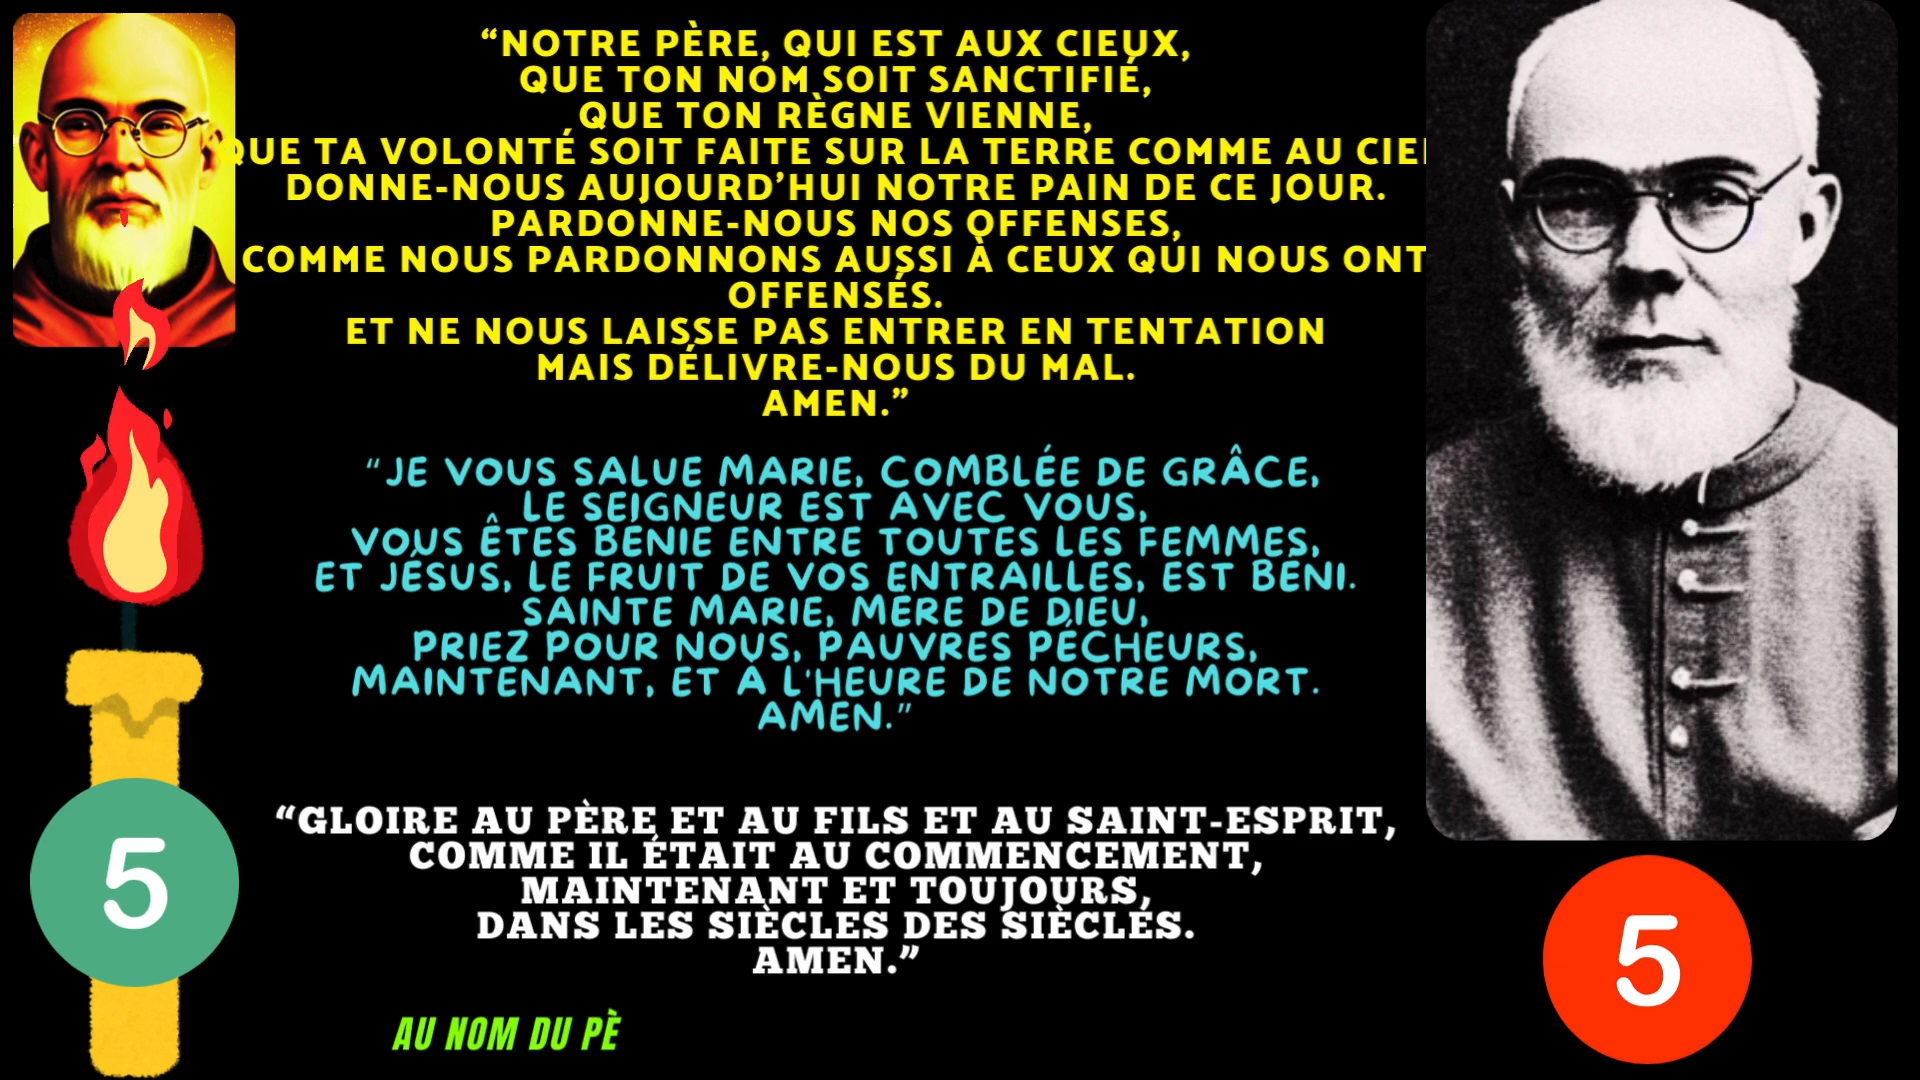 “NOTRE PÈRE, QUI EST AUX CIEUX,
QUE TON NOM SOIT SANCTIFIÉ,
QUE TON RÈGNE VIENNE,
QUE TA VOLONTÉ SOIT FAITE SUR LA TERRE COMME AU CIEL
DONNE-NOUS AUJOURD’HUI NOTRE PAIN DE CE JOUR.
PARDONNE-NOUS NOS OFFENSES,
COMME NOUS PARDONNONS AUSSI À CEUX QUI NOUS ONT
OFFENSÉS.
ET NE NOUS LAISSE PAS ENTRER EN TENTATION
MAIS DÉLIVRE-NOUS DU MAL.
AMEN.”
“JE VOUS SALUE MARIE, COMBLÉE DE GRÂCE,
LE SEIGNEUR EST AVEC VOUS,
VOUS ÊTES BÉNIE ENTRE TOUTES LES FEMMES,
ET JÉSUS, LE FRUIT DE VOS ENTRAILLES, EST BÉNI.
SAINTE MARIE, MÈRE DE DIEU,
PRIEZ POUR NOUS, PAUVRES PÉCHEURS,
MAINTENANT, ET À L'HEURE DE NOTRE MORT.
AMEN.”
“GLOIRE AU PÈRE ET AU FILS ET AU SAINT-ESPRIT,
COMME IL ÉTAIT AU COMMENCEMENT,
MAINTENANT ET TOUJOURS,
DANS LES SIÈCLES DES SIÈCLES.
AMEN.”
5
5
AU NOM DU PÈ